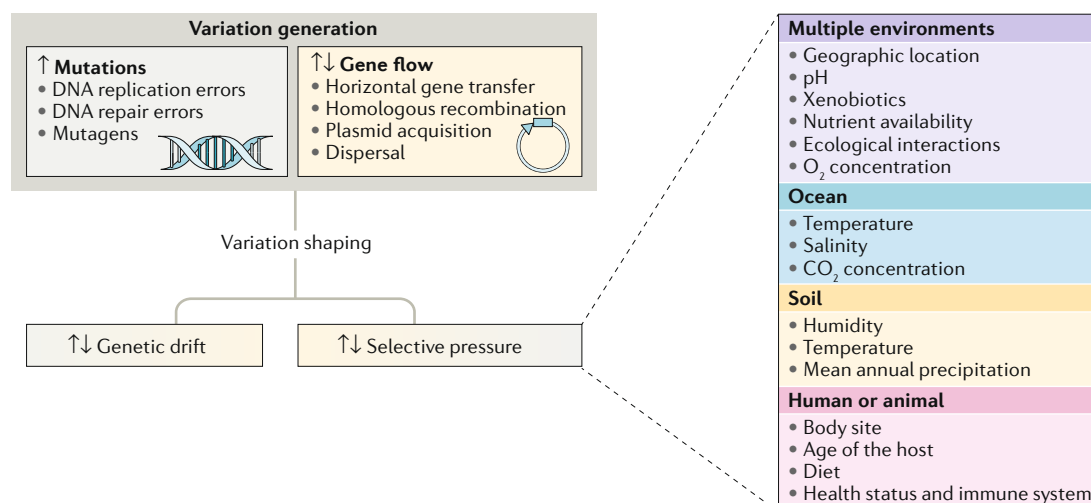 Variation generation
↑ Mutations
• DNA replication errors
• DNA repair errors
• Mutagens
↑↓ Gene flow
• Horizontal gene transfer
• Homologous recombination
• Plasmid acquisition
• Dispersal
Variation shaping
↑↓ Genetic drift
↑↓ Selective pressure
Multiple environments
• Geographic location
• pH
• Xenobiotics
• Nutrient availability
• Ecological interactions
• O₂ concentration
Ocean
• Temperature
• Salinity
• CO₂ concentration
Soil
• Humidity
• Temperature
• Mean annual precipitation
Human or animal
• Body site
• Age of the host
• Diet
• Health status and immune system